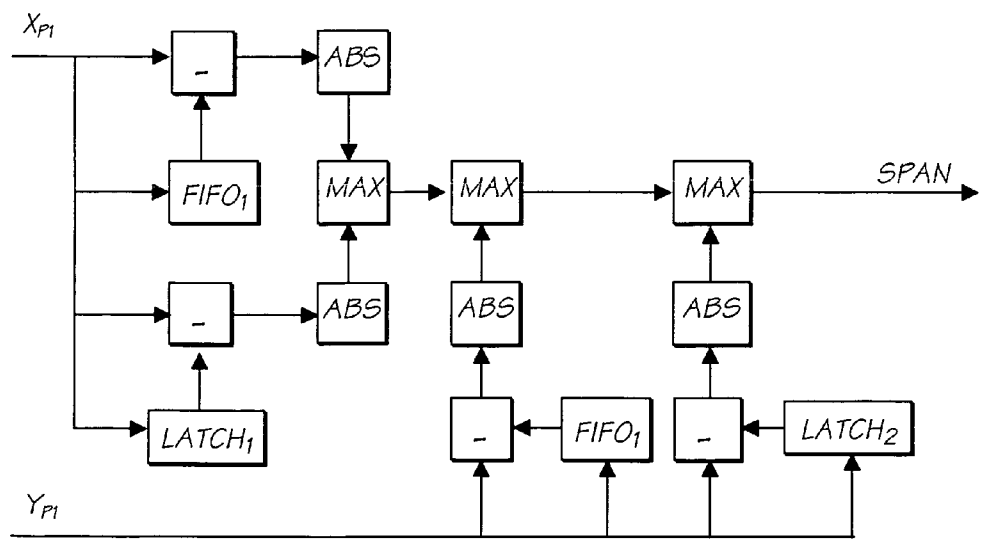 X_P1
-
ABS
FIFO_1
MAX
MAX
MAX
SPAN
-
ABS
ABS
ABS
LATCH_1
-
FIFO_1
-
LATCH_2
Y_P1